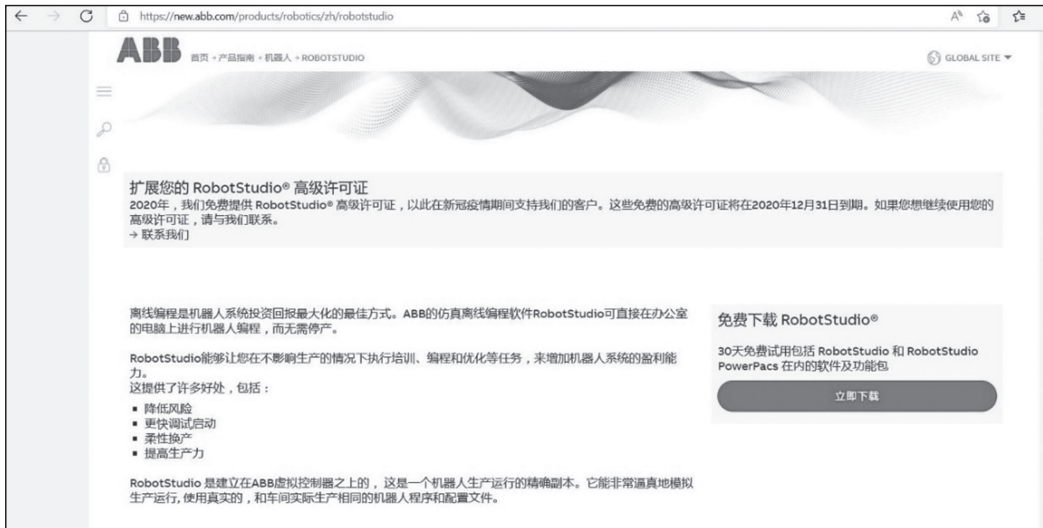 https://new.abb.com/products/robotics/zh/robotstudio
ABB
首页 › 产品指南 › 机器人 › ROBOTSTUDIO
GLOBAL SITE
扩展您的 RobotStudio® 高级许可证
2020年，我们免费提供 RobotStudio® 高级许可证，以此在新冠疫情期间支持我们的客户。这些免费的高级许可证将在2020年12月31日到期。如果您想继续使用您的
高级许可证，请与我们联系。
→ 联系我们
离线编程是机器人系统投资回报最大化的最佳方式。ABB的仿真离线编程软件RobotStudio可直接在办公室
的电脑上进行机器人编程，而无需停产。
RobotStudio能够让您在不影响生产的情况下执行培训、编程和优化等任务，来增加机器人系统的盈利能
力。
这提供了许多好处，包括：
▪ 降低风险
▪ 更快调试启动
▪ 柔性换产
▪ 提高生产力
RobotStudio 是建立在ABB虚拟控制器之上的，这是一个机器人生产运行的精确副本。它能非常逼真地模拟
生产运行, 使用真实的，和车间实际生产相同的机器人程序和配置文件。
免费下载 RobotStudio®
30天免费试用包括 RobotStudio 和 RobotStudio
PowerPacs 在内的软件及功能包
立即下载